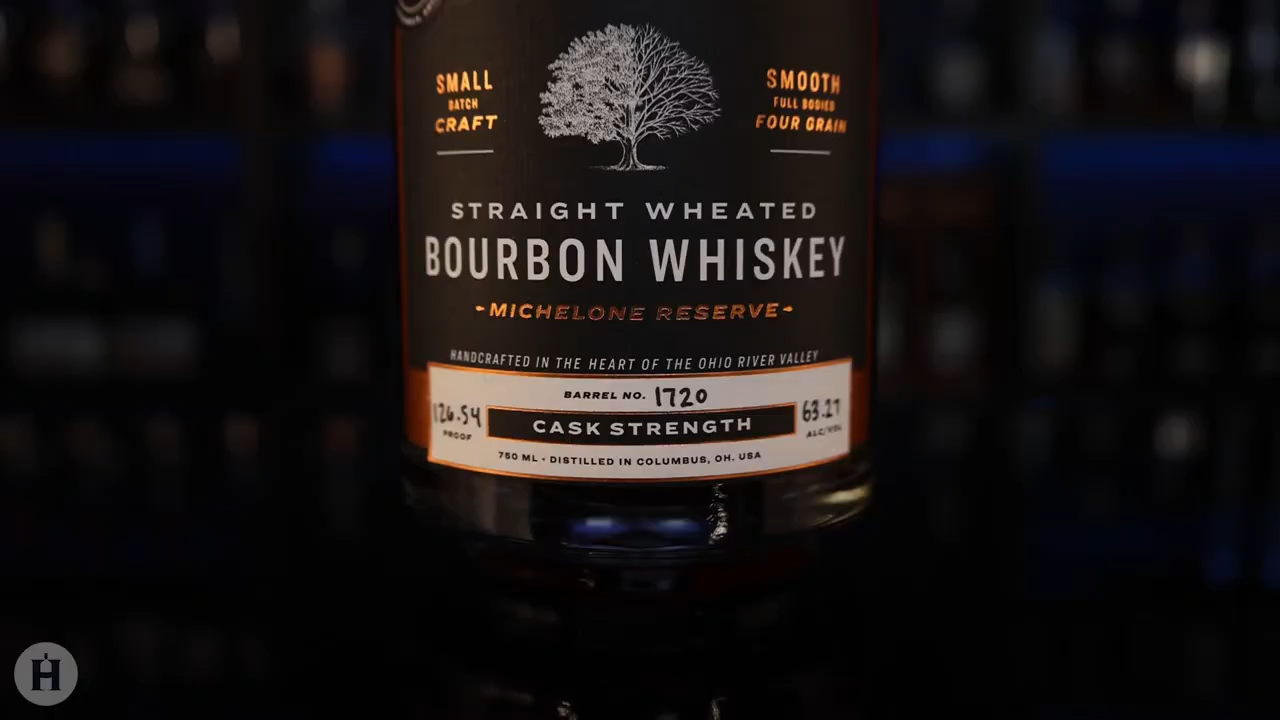 SMALL
BATCH
CRAFT
SMOOTH
FULL BODIED
FOUR GRAIN
STRAIGHT WHEATED
BOURBON WHISKEY
MICHELONE RESERVE
HANDCRAFTED IN THE HEART OF THE OHIO RIVER VALLEY
BARREL NO. 1720
126.54
PROOF
CASK STRENGTH
63.27
ALC/VOL
750 ML • DISTILLED IN COLUMBUS, OH. USA
H